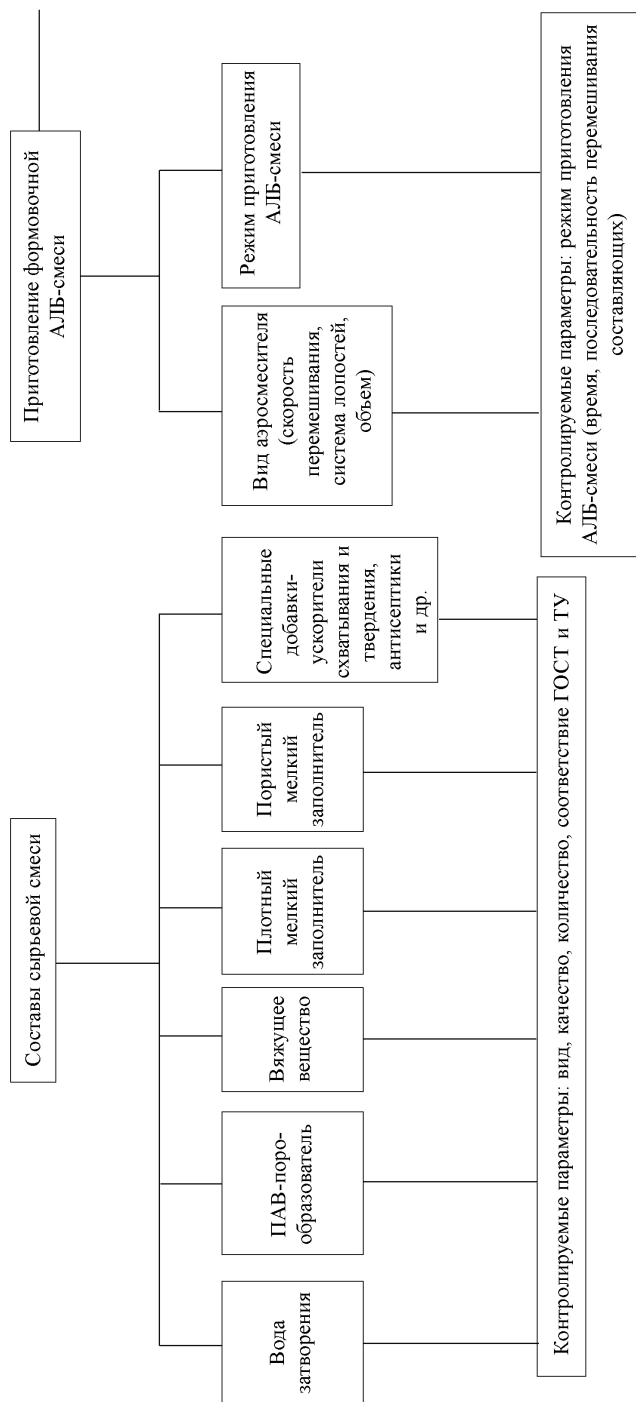 Составы сырьевой смеси
Вода
затворения
ПАВ-поро-
образователь
Вяжущее
вещество
Плотный
мелкий
заполнитель
Пористый
мелкий
заполнитель
Специальные
добавки-
ускорители
схватывания и
твердения,
антисептики
и др.
Контролируемые параметры: вид, качество, количество, соответствие ГОСТ и ТУ
Приготовление формовочной
АЛБ-смеси
Вид аэросмесителя
(скорость
перемешивания,
система лопостей,
объем)
Режим приготовления
АЛБ-смеси
Контролируемые параметры: режим приготовления
АЛБ-смеси (время, последовательность перемешивания
составляющих)